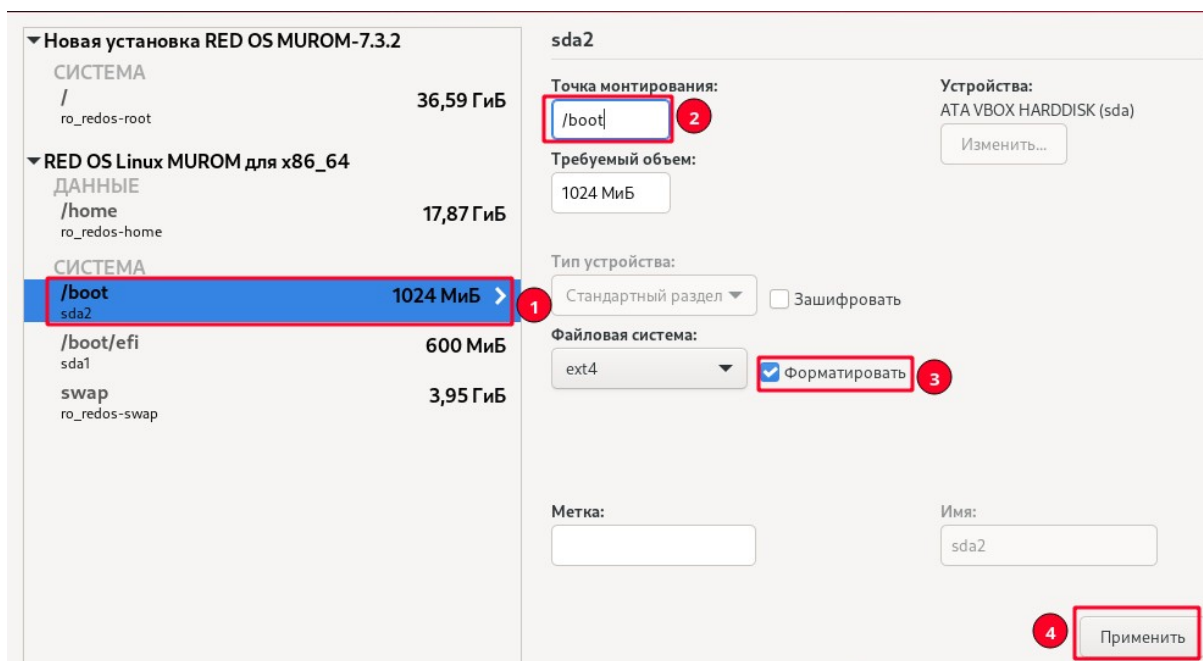 Новая установка RED OS MUROM-7.3.2
СИСТЕМА
/
36,59 ГиБ
ro_redos-root
RED OS Linux MUROM для x86_64
ДАННЫЕ
/home
17,87 ГиБ
ro_redos-home
СИСТЕМА
/boot
1024 МиБ
sda2
1
/boot/efi
600 МиБ
sda1
swap
3,95 ГиБ
ro_redos-swap
sda2
Точка монтирования:
/boot
2
Устройства:
ATA VBOX HARDDISK (sda)
Изменить...
Требуемый объем:
1024 МиБ
Тип устройства:
Стандартный раздел
Зашифровать
Файловая система:
ext4
Форматировать
3
Метка:
Имя:
sda2
4
Применить